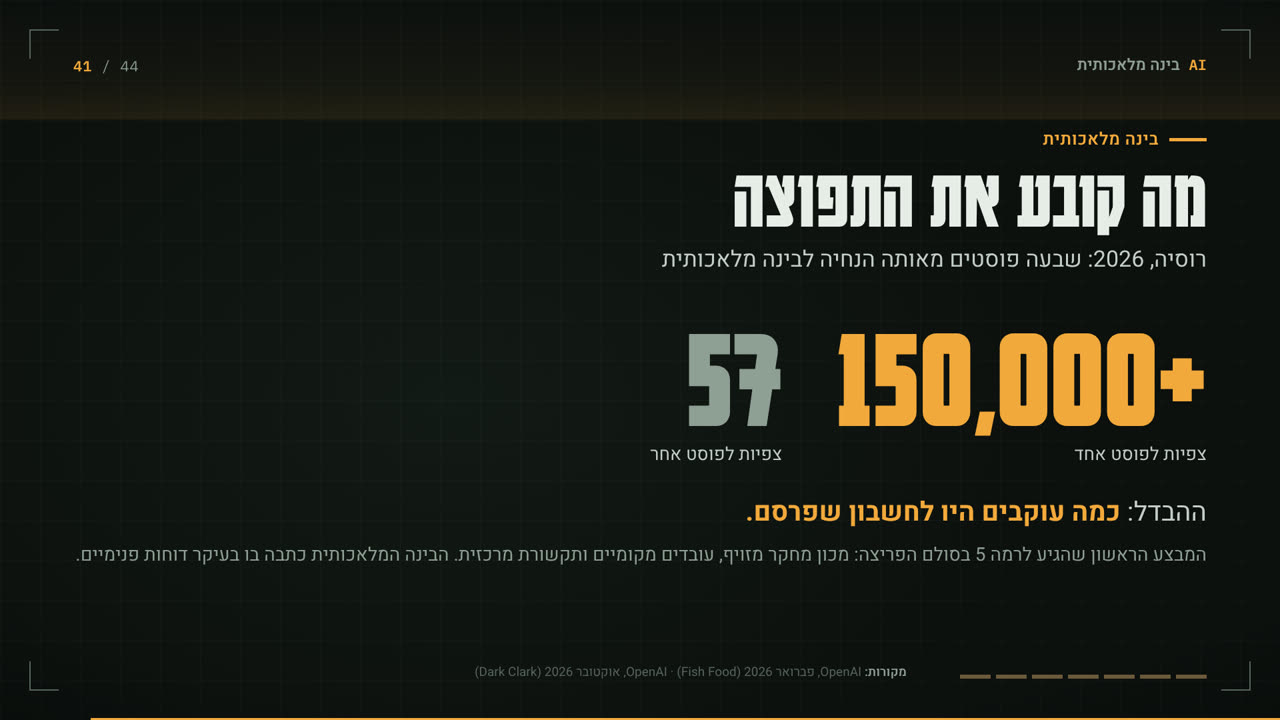 AI בינה מלאכותית
41 / 44
בינה מלאכותית
מה קובע את התפוצה
רוסיה, 2026: שבעה פוסטים מאותה הנחיה לבינה מלאכותית
150,000+
צפיות לפוסט אחד
57
צפיות לפוסט אחר
ההבדל: כמה עוקבים היו לחשבון שפרסם.
המבצע הראשון שהגיע לרמה 5 בסולם הפריצה: מכון מחקר מזויף, עובדים מקומיים ותקשורת מרכזית. הבינה המלאכותית כתבה בו בעיקר דוחות פנימיים.
מקורות: OpenAI, פברואר 2026 (Fish Food) · OpenAI, אוקטובר 2026 (Dark Clark)